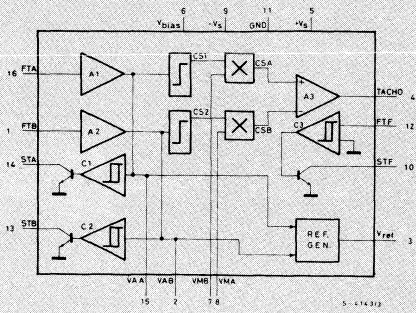 6 9 11 5
Vbias -Vs GND +Vs
CS1 CSA
16 FTA A1 A3 TACHO 4
CS2 CSB
1 FTB A2 C3 FTF 12
14 STA C1 STF 10
13 STB C2 REF. GEN. Vref 3
VAA VAB VMB VMA
15 2 7 8
S-4143/3